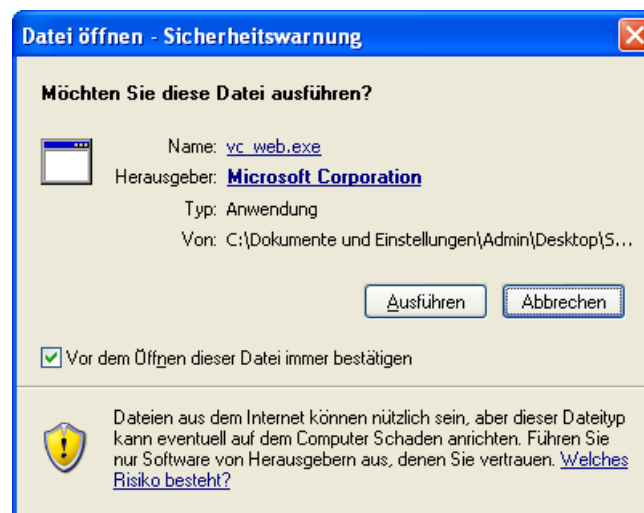 Datei öffnen - Sicherheitswarnung
Möchten Sie diese Datei ausführen?
Name: vc_web.exe
Herausgeber: Microsoft Corporation
Typ: Anwendung
Von: C:\Dokumente und Einstellungen\Admin\Desktop\S...
Ausführen Abbrechen
Vor dem Öffnen dieser Datei immer bestätigen
Dateien aus dem Internet können nützlich sein, aber dieser Dateityp
kann eventuell auf dem Computer Schaden anrichten. Führen Sie
nur Software von Herausgebern aus, denen Sie vertrauen. Welches
Risiko besteht?